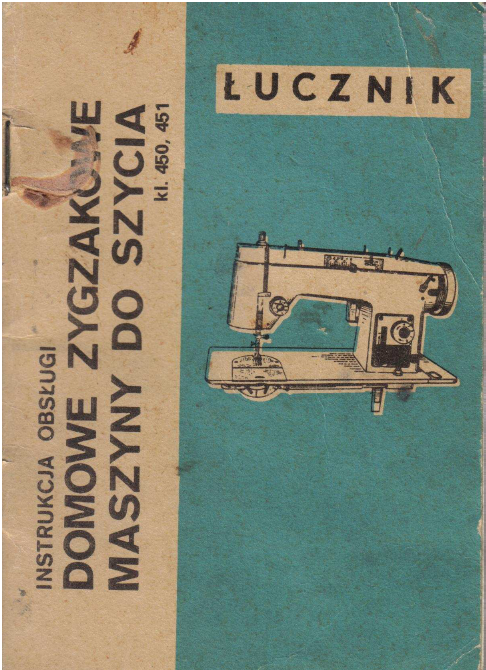 ŁUCZNIK
INSTRUKCJA OBSŁUGI
DOMOWE ZYGZAKOWE
MASZYNY DO SZYCIA
kl. 450, 451